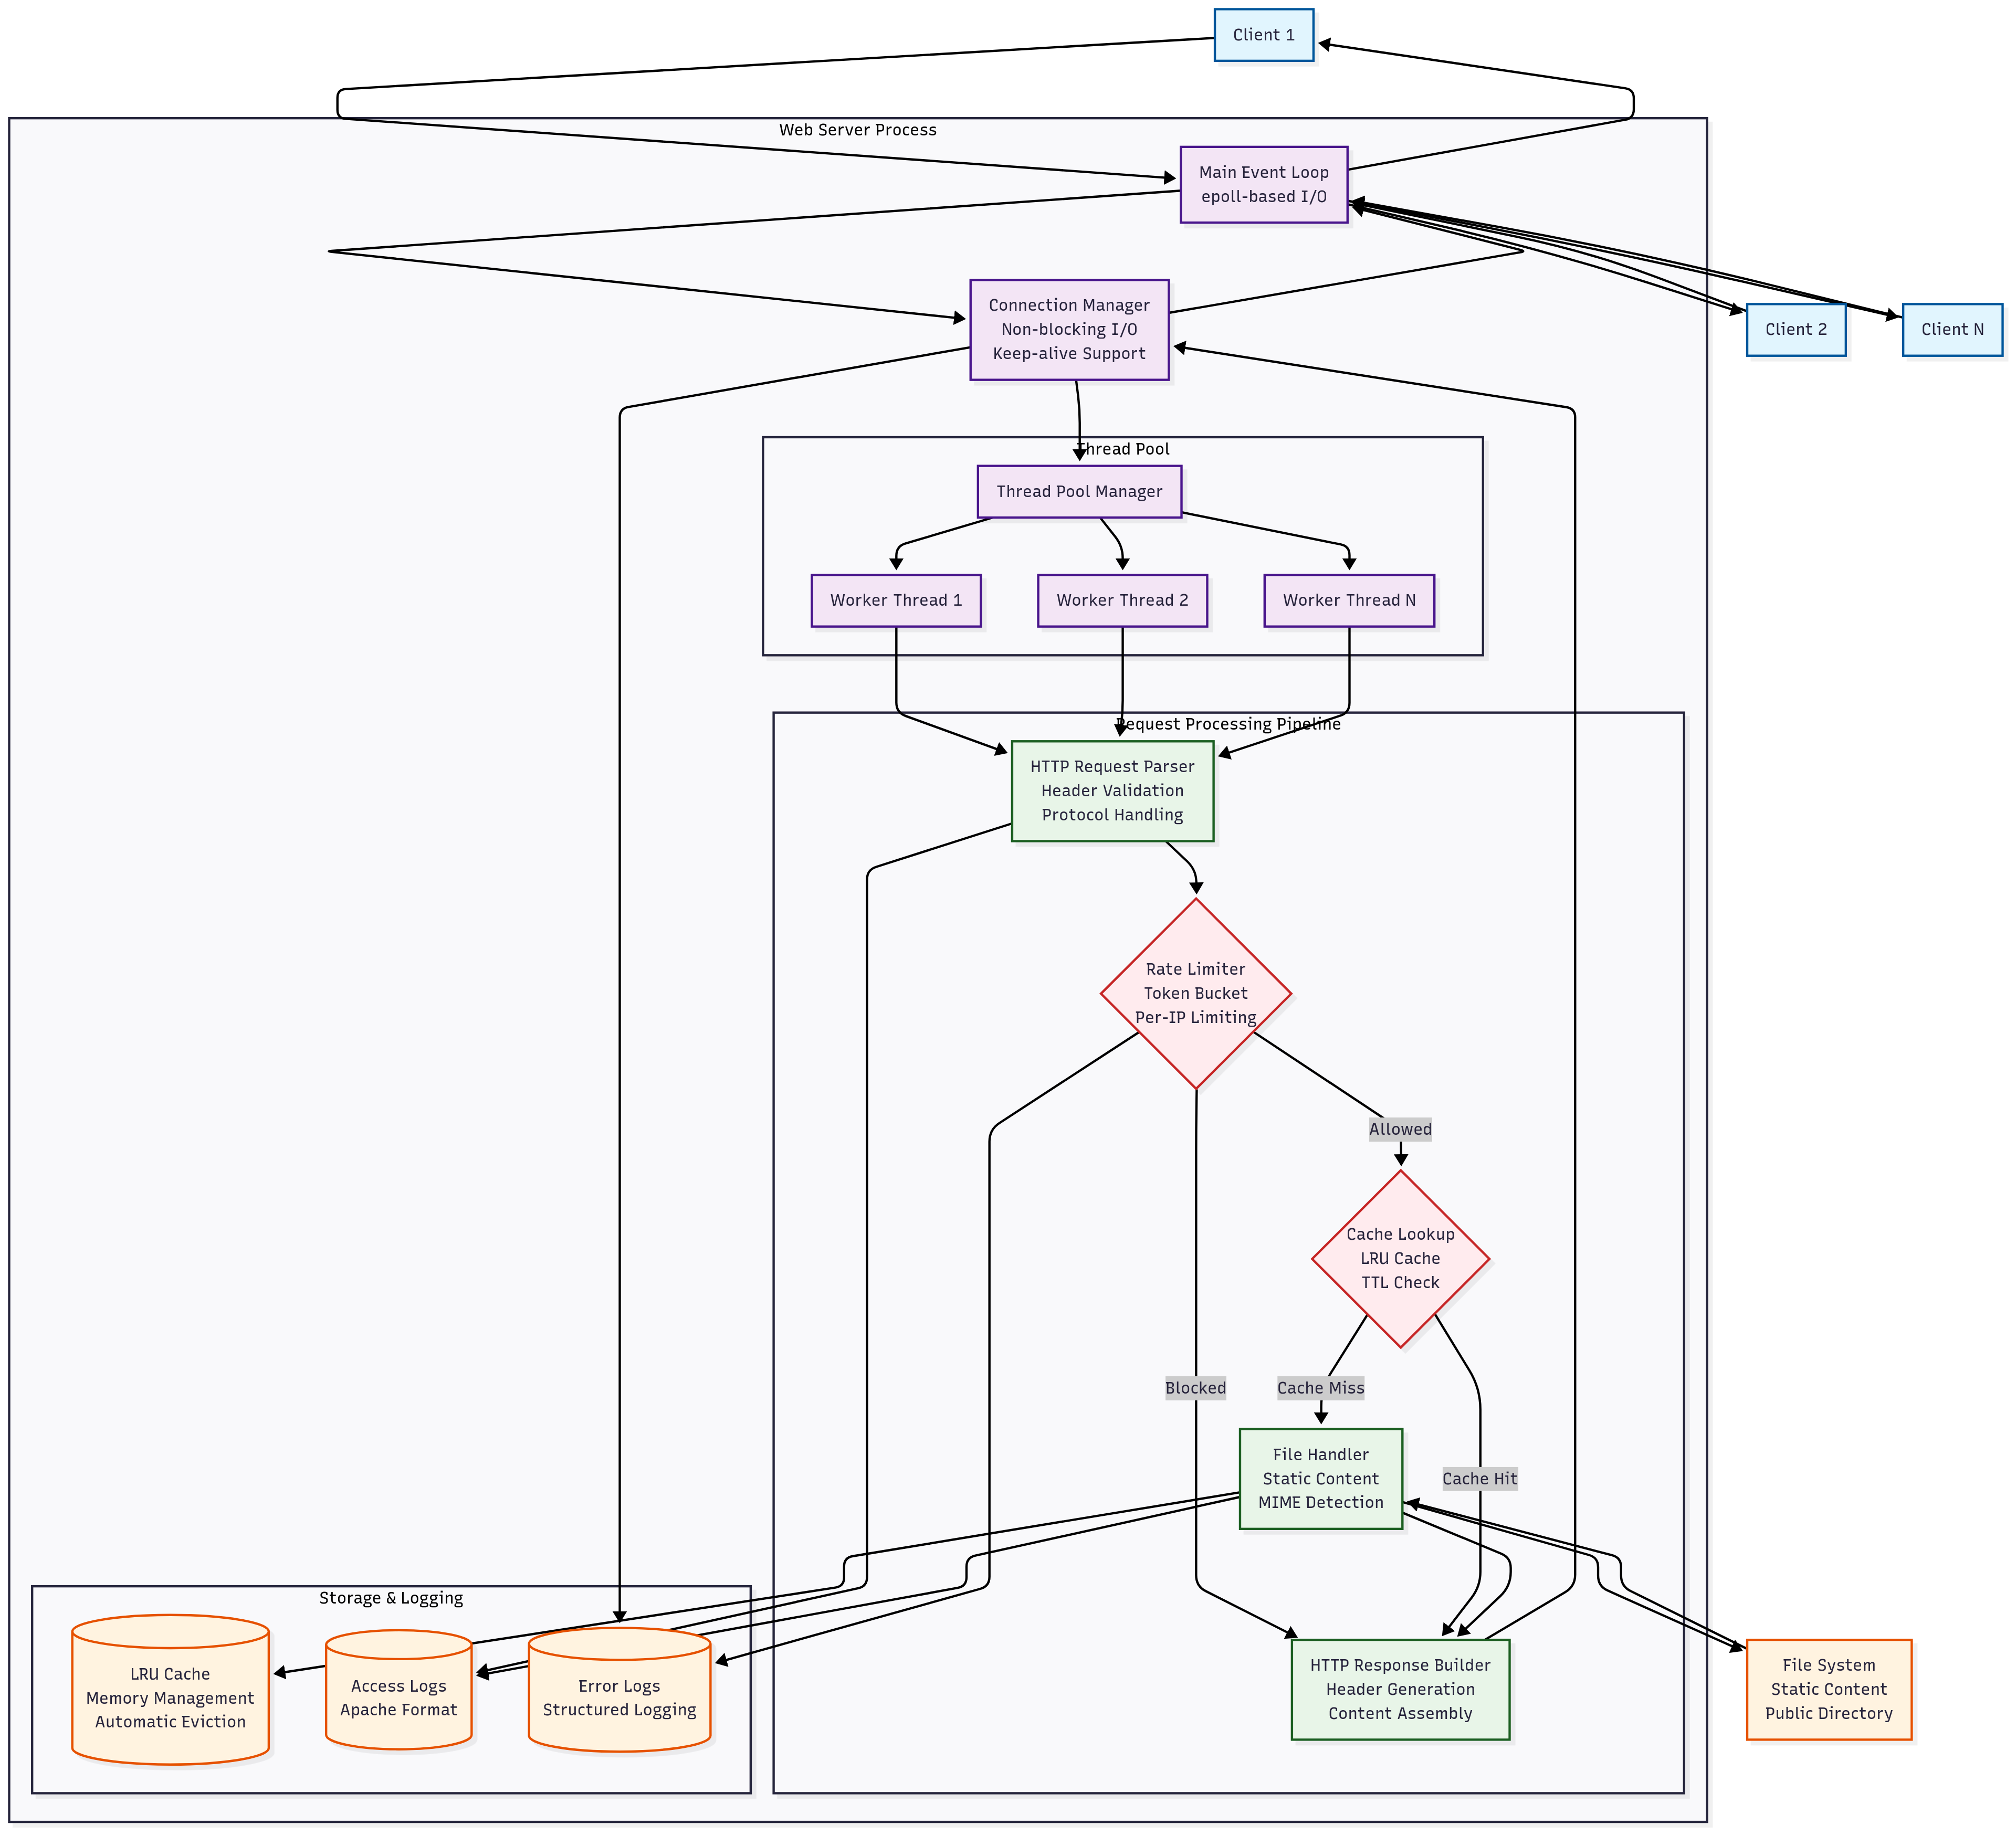 Client 1
Web Server Process
Main Event Loop
epoll-based I/O
Connection Manager
Non-blocking I/O
Keep-alive Support
Client 2
Client N
Thread Pool
Thread Pool Manager
Worker Thread 1
Worker Thread 2
Worker Thread N
Request Processing Pipeline
HTTP Request Parser
Header Validation
Protocol Handling
Rate Limiter
Token Bucket
Per-IP Limiting
Allowed
Cache Lookup
LRU Cache
TTL Check
Blocked
Cache Miss
File Handler
Static Content
MIME Detection
Cache Hit
Storage & Logging
LRU Cache
Memory Management
Automatic Eviction
Access Logs
Apache Format
Error Logs
Structured Logging
HTTP Response Builder
Header Generation
Content Assembly
File System
Static Content
Public Directory